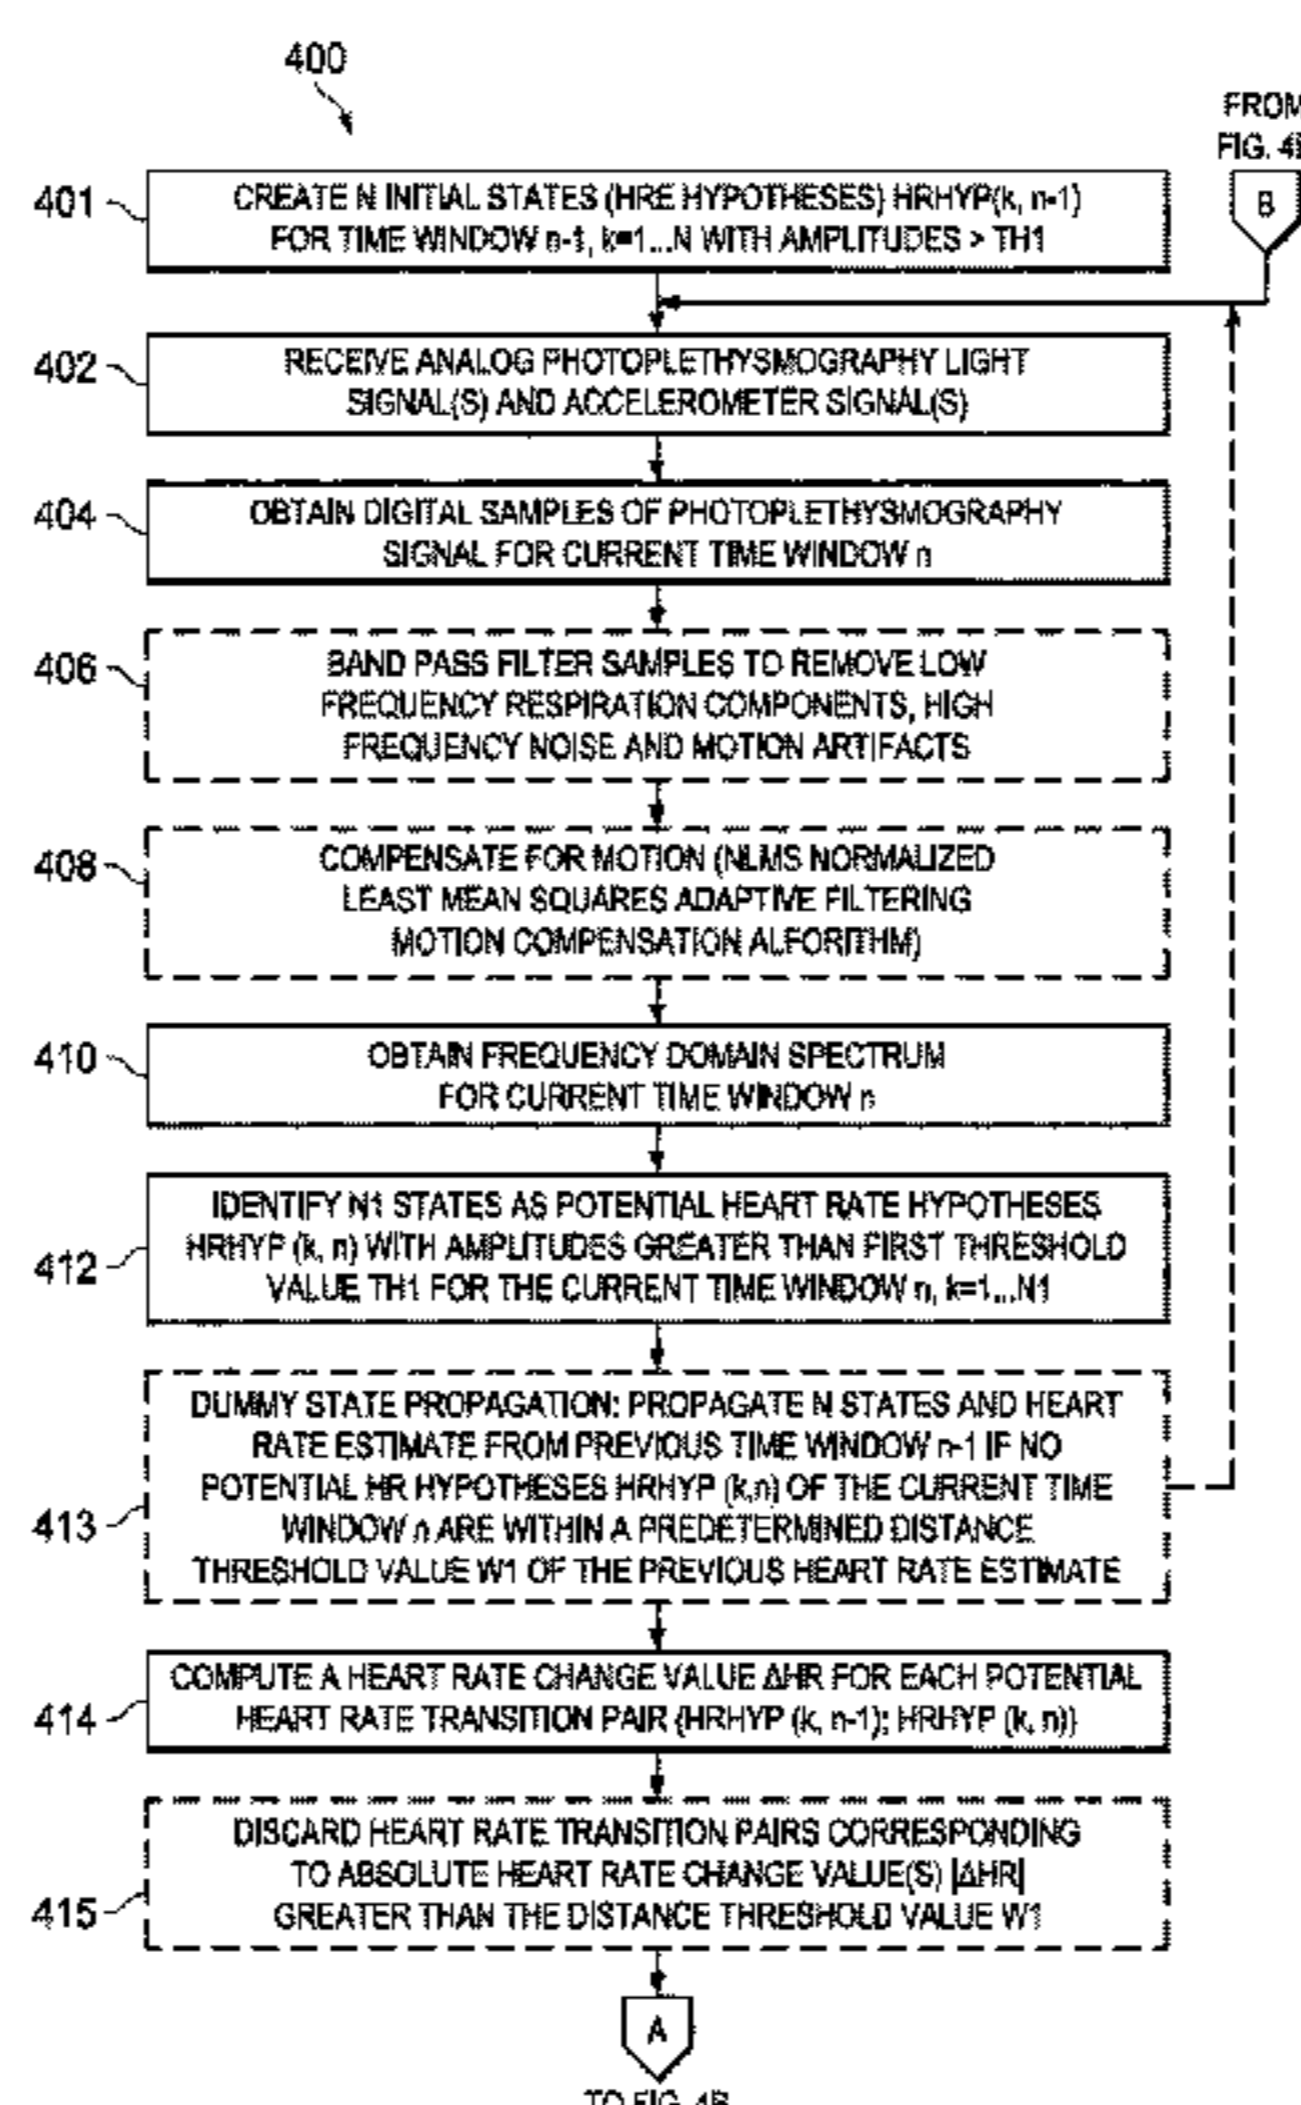 400
FROM
FIG. 4B
B
401
CREATE N INITIAL STATES (HRE HYPOTHESES) HRHYP(k, n-1)
FOR TIME WINDOW n-1, k=1...N WITH AMPLITUDES > TH1
402
RECEIVE ANALOG PHOTOPLETHYSMOGRAPHY LIGHT
SIGNAL(S) AND ACCELEROMETER SIGNAL(S)
404
OBTAIN DIGITAL SAMPLES OF PHOTOPLETHYSMOGRAPHY
SIGNAL FOR CURRENT TIME WINDOW n
406
BAND PASS FILTER SAMPLES TO REMOVE LOW
FREQUENCY RESPIRATION COMPONENTS, HIGH
FREQUENCY NOISE AND MOTION ARTIFACTS
408
COMPENSATE FOR MOTION (NLMS NORMALIZED
LEAST MEAN SQUARES ADAPTIVE FILTERING
MOTION COMPENSATION ALFORITHM)
410
OBTAIN FREQUENCY DOMAIN SPECTRUM
FOR CURRENT TIME WINDOW n
412
IDENTIFY N1 STATES AS POTENTIAL HEART RATE HYPOTHESES
HRHYP (k, n) WITH AMPLITUDES GREATER THAN FIRST THRESHOLD
VALUE TH1 FOR THE CURRENT TIME WINDOW n, k=1...N1
413
DUMMY STATE PROPAGATION: PROPAGATE N STATES AND HEART
RATE ESTIMATE FROM PREVIOUS TIME WINDOW n-1 IF NO
POTENTIAL HR HYPOTHESES HRHYP (k,n) OF THE CURRENT TIME
WINDOW n ARE WITHIN A PREDETERMINED DISTANCE
THRESHOLD VALUE W1 OF THE PREVIOUS HEART RATE ESTIMATE
414
COMPUTE A HEART RATE CHANGE VALUE ΔHR FOR EACH POTENTIAL
HEART RATE TRANSITION PAIR {HRHYP (k, n-1); HRHYP (k, n)}
415
DISCARD HEART RATE TRANSITION PAIRS CORRESPONDING
TO ABSOLUTE HEART RATE CHANGE VALUE(S) |ΔHR|
GREATER THAN THE DISTANCE THRESHOLD VALUE W1
A
TO FIG. 4B